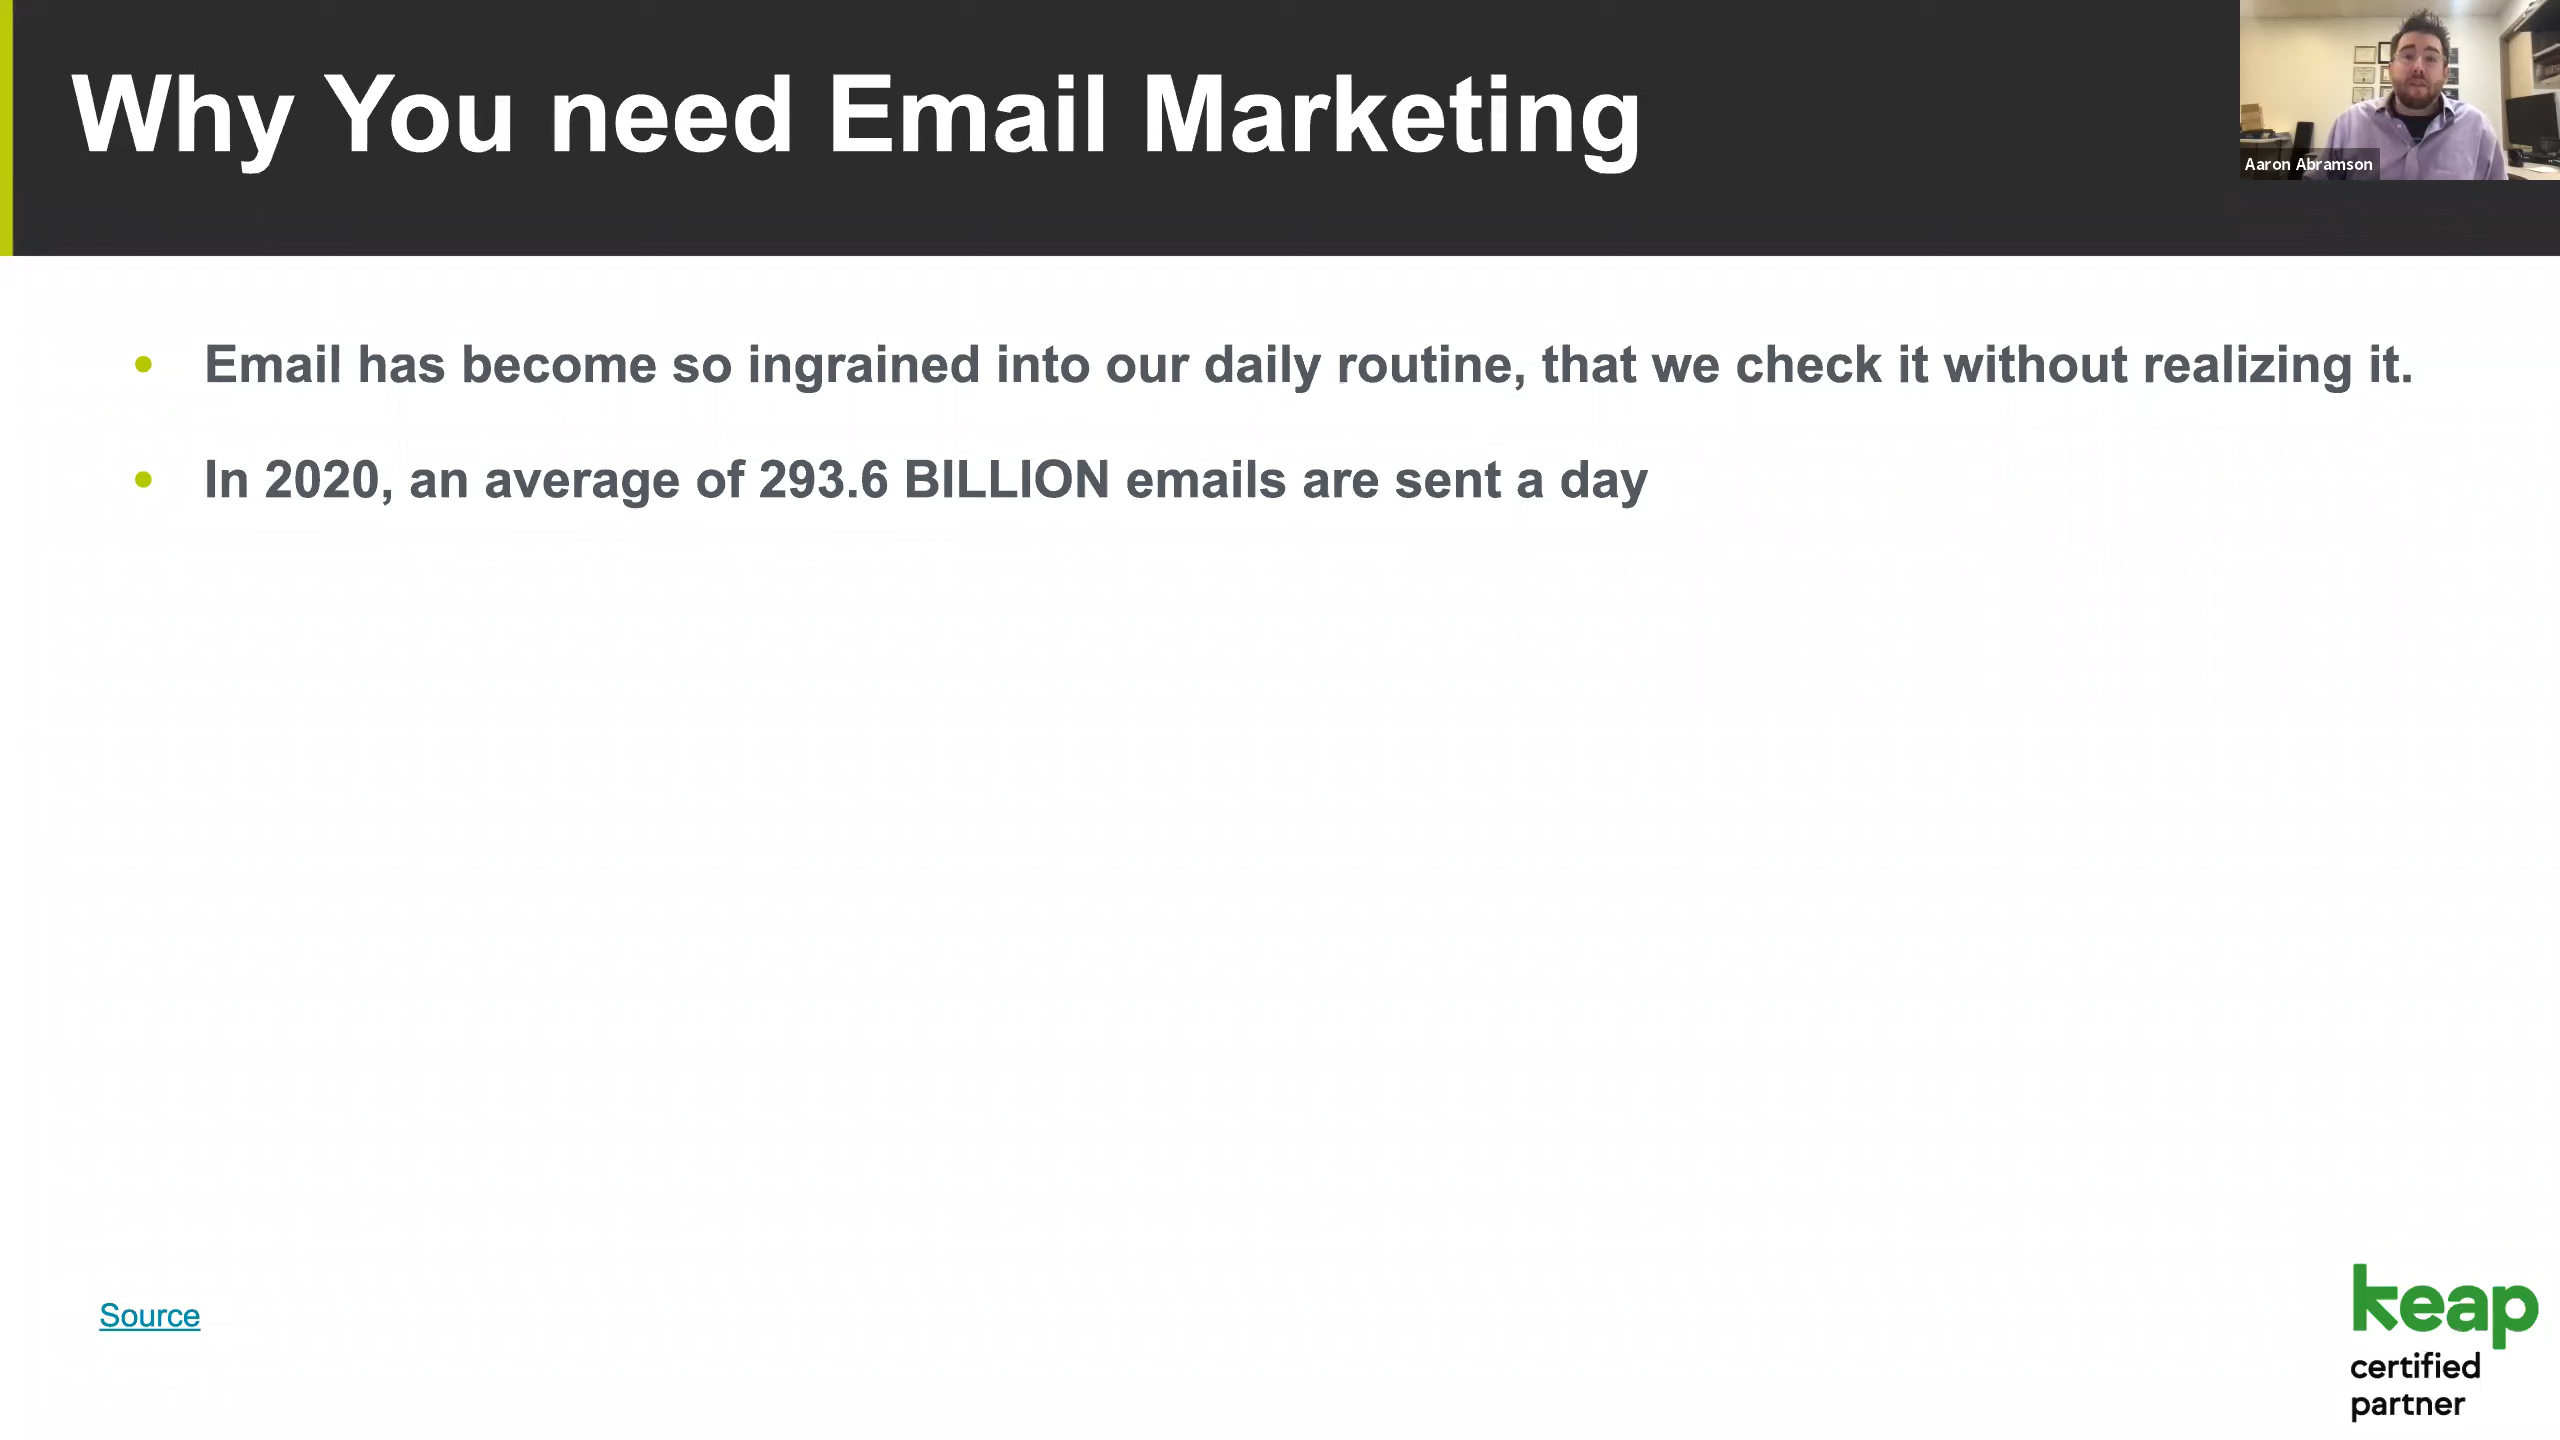 Why You need Email Marketing
Aaron Abramson
Email has become so ingrained into our daily routine, that we check it without realizing it.
In 2020, an average of 293.6 BILLION emails are sent a day
Source
keap
certified
partner